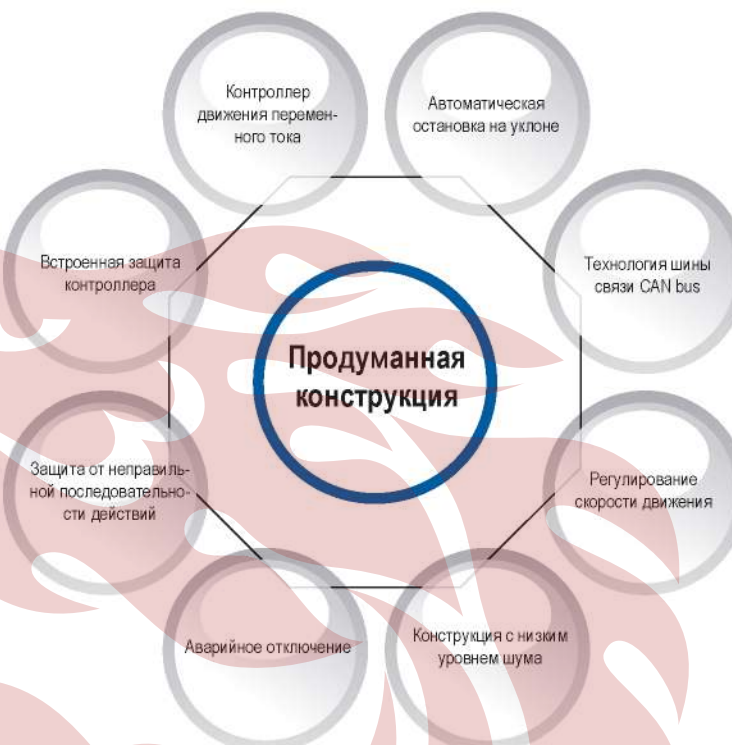 Контроллер
движения перемен-
ного тока
Автоматическая
остановка на уклоне
Встроенная защита
контроллера
Технология шины
связи CAN bus
Продуманная
конструкция
Защита от неправиль-
ной последовательно-
сти действий
Регулирование
скорости движения
Аварийное отключение
Конструкция с низким
уровнем шума